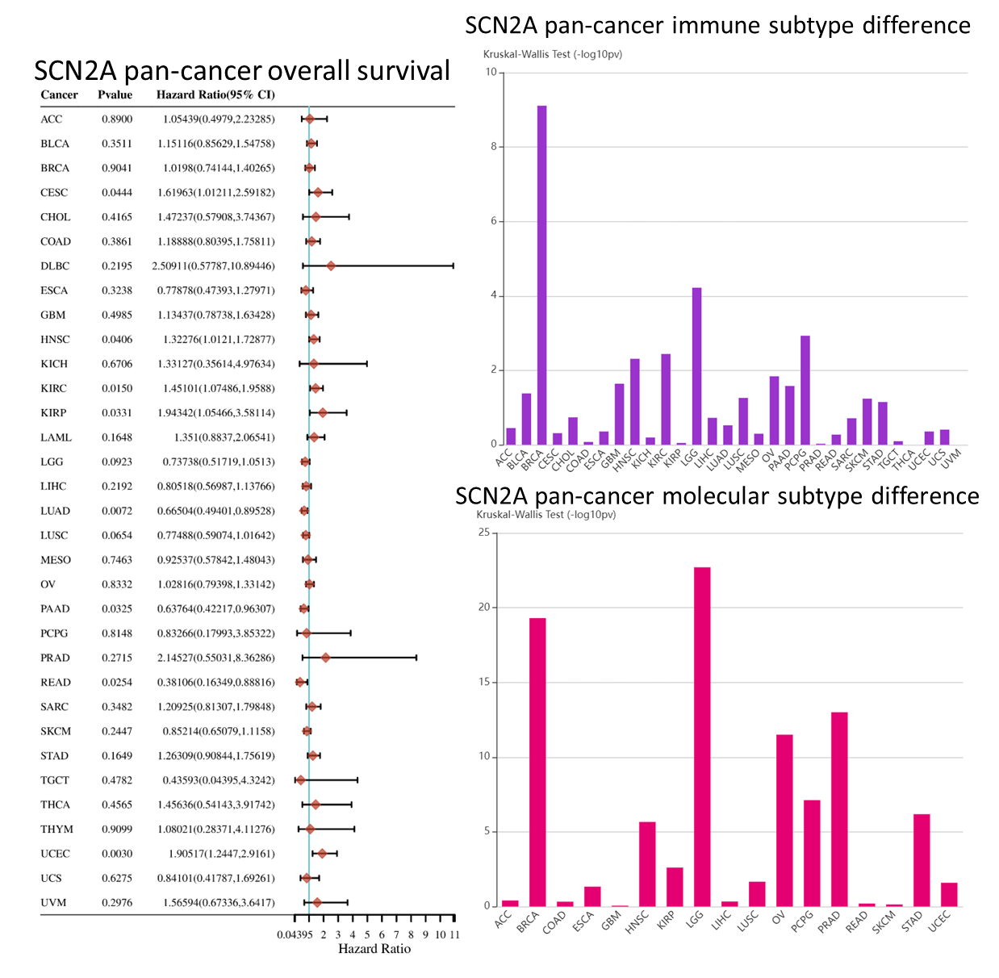 SCN2A pan-cancer overall survival
Cancer Pvalue Hazard Ratio(95% CI)
ACC 0.8900 1.05439(0.4979,2.23285)
BLCA 0.3511 1.15116(0.85629,1.54758)
BRCA 0.9041 1.0198(0.74144,1.40265)
CESC 0.0444 1.61963(1.01211,2.59182)
CHOL 0.4165 1.47237(0.57908,3.74367)
COAD 0.3861 1.18888(0.80395,1.75811)
DLBC 0.2195 2.50911(0.57787,10.89446)
ESCA 0.3238 0.77878(0.47393,1.27971)
GBM 0.4985 1.13437(0.78738,1.63428)
HNSC 0.0406 1.32276(1.0121,1.72877)
KICH 0.6706 1.33127(0.35614,4.97634)
KIRC 0.0150 1.45101(1.07486,1.9588)
KIRP 0.0331 1.94342(1.05466,3.58114)
LAML 0.1648 1.351(0.8837,2.06541)
LGG 0.0923 0.73738(0.51719,1.0513)
LIHC 0.2192 0.80518(0.56987,1.13766)
LUAD 0.0072 0.66504(0.49401,0.89528)
LUSC 0.0654 0.77488(0.59074,1.01642)
MESO 0.7463 0.92537(0.57842,1.48043)
OV 0.8332 1.02816(0.79398,1.33142)
PAAD 0.0325 0.63764(0.42217,0.96307)
PCPG 0.8148 0.83266(0.17993,3.85322)
PRAD 0.2715 2.14527(0.55031,8.36286)
READ 0.0254 0.38106(0.16349,0.88816)
SARC 0.3482 1.20925(0.81307,1.79848)
SKCM 0.2447 0.85214(0.65079,1.1158)
STAD 0.1649 1.26309(0.90844,1.75619)
TGCT 0.4782 0.43593(0.04395,4.3242)
THCA 0.4565 1.45636(0.54143,3.91742)
THYM 0.9099 1.08021(0.28371,4.11276)
UCEC 0.0030 1.90517(1.2447,2.9161)
UCS 0.6275 0.84101(0.41787,1.69261)
UVM 0.2976 1.56594(0.67336,3.6417)
0.04395 2 3 4 5 6 7 8 9 10 11
Hazard Ratio
SCN2A pan-cancer immune subtype difference
Kruskal-Wallis Test (-log10pv)
10
8
6
4
2
0
ACC BLCA BRCA CESC CHOL COAD ESCA GBM HNSC KICH KIRC KIRP LGG LIHC LUAD LUSC MESO OV PAAD PCPG PRAD READ SARC SKCM STAD TGCT THCA UCEC UCS UVM
SCN2A pan-cancer molecular subtype difference
Kruskal-Wallis Test (-log10pv)
25
20
15
10
5
0
ACC BRCA COAD ESCA GBM HNSC KIRP LGG LIHC LUSC OV PCPG PRAD READ SKCM STAD UCEC